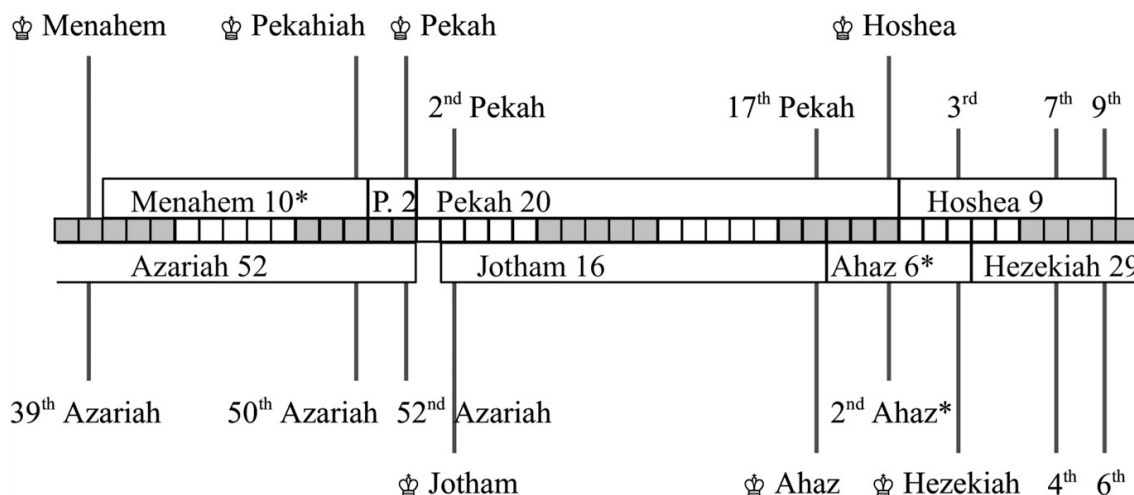 ♔ Menahem ♔ Pekahiah ♔ Pekah ♔ Hoshea
2nd Pekah 17th Pekah 3rd 7th 9th
Menahem 10* P. 2 Pekah 20 Hoshea 9
Azariah 52 Jotham 16 Ahaz 6* Hezekiah 29
39th Azariah 50th Azariah 52nd Azariah 2nd Ahaz*
♔ Jotham ♔ Ahaz ♔ Hezekiah 4th 6th